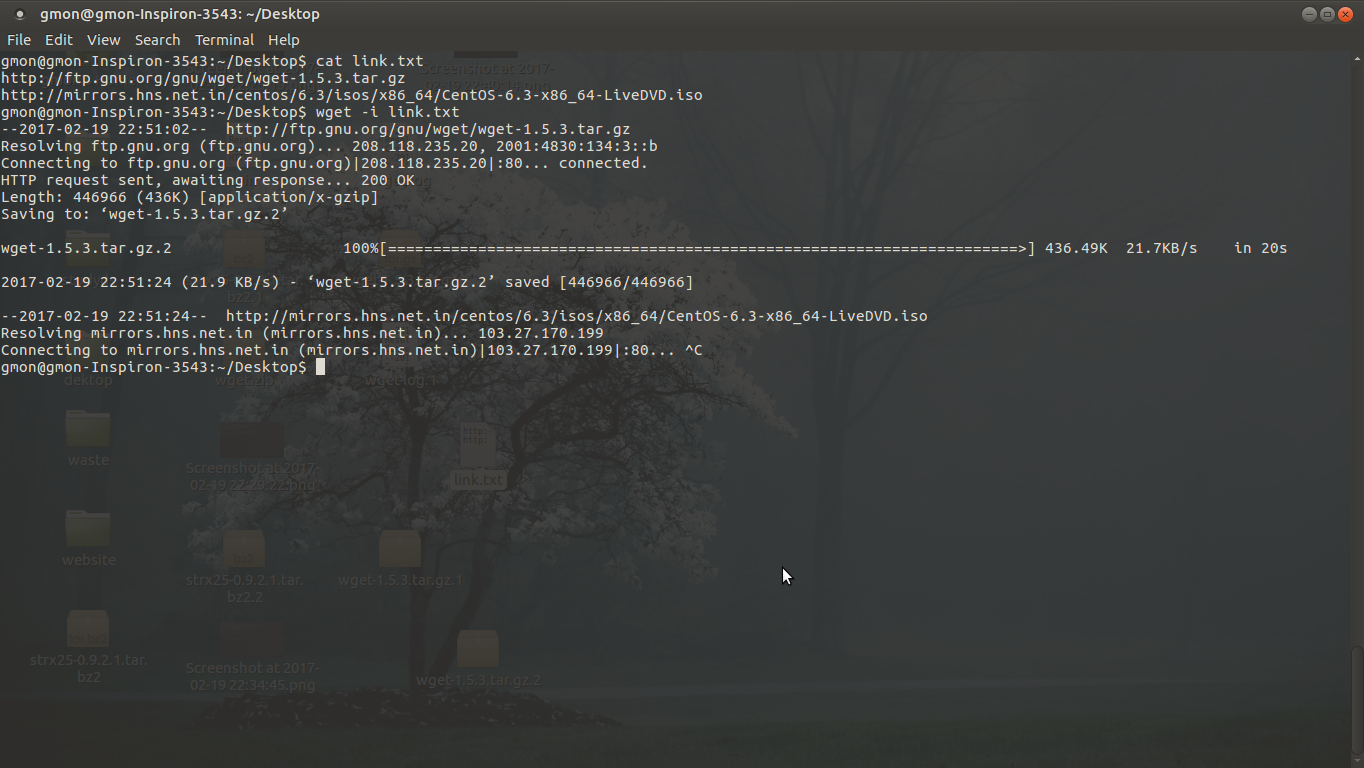 gmon@gmon-Inspiron-3543: ~/Desktop
File Edit View Search Terminal Help
gmon@gmon-Inspiron-3543:~/Desktop$ cat link.txt
http://ftp.gnu.org/gnu/wget/wget-1.5.3.tar.gz
http://mirrors.hns.net.in/centos/6.3/isos/x86_64/CentOS-6.3-x86_64-LiveDVD.iso
gmon@gmon-Inspiron-3543:~/Desktop$ wget -i link.txt
--2017-02-19 22:51:02--  http://ftp.gnu.org/gnu/wget/wget-1.5.3.tar.gz
Resolving ftp.gnu.org (ftp.gnu.org)... 208.118.235.20, 2001:4830:134:3::b
Connecting to ftp.gnu.org (ftp.gnu.org)|208.118.235.20|:80... connected.
HTTP request sent, awaiting response... 200 OK
Length: 446966 (436K) [application/x-gzip]
Saving to: ‘wget-1.5.3.tar.gz.2’
wget-1.5.3.tar.gz.2 100%[======================================================================>] 436.49K 21.7KB/s in 20s
2017-02-19 22:51:24 (21.9 KB/s) - ‘wget-1.5.3.tar.gz.2’ saved [446966/446966]
--2017-02-19 22:51:24--  http://mirrors.hns.net.in/centos/6.3/isos/x86_64/CentOS-6.3-x86_64-LiveDVD.iso
Resolving mirrors.hns.net.in (mirrors.hns.net.in)... 103.27.170.199
Connecting to mirrors.hns.net.in (mirrors.hns.net.in)|103.27.170.199|:80... ^C
gmon@gmon-Inspiron-3543:~/Desktop$
dektop
wget.zip
wget-log.1
waste
Screenshot at 2017-
02-19 22:29:22.png
link.txt
website
strx25-0.9.2.1.tar.
bz2.2
wget-1.5.3.tar.gz.1
strx25-0.9.2.1.tar.
bz2
Screenshot at 2017-
02-19 22:34:45.png
wget-1.5.3.tar.gz.2